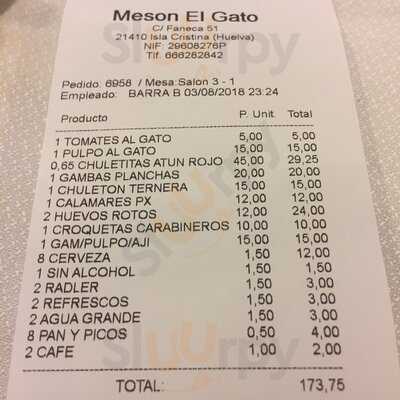 Meson El Gato
C/ Faneca 51
21410 Isla Cristina (Huelva)
NIF: 29608276P
Tlf. 666282842
Pedido. 6958 / Mesa:Salon 3 - 1
Empleado: BARRA B 03/08/2018 23:24
Producto P. Unit. Total
1 TOMATES AL GATO 5,00 5,00
1 PULPO AL GATO 15,00 15,00
0,65 CHULETITAS ATUN ROJO 45,00 29,25
1 GAMBAS PLANCHAS 20,00 20,00
1 CHULETON TERNERA 15,00 15,00
1 CALAMARES PX 12,00 12,00
2 HUEVOS ROTOS 12,00 24,00
1 CROQUETAS CARABINEROS 10,00 10,00
1 GAM/PULPO/AJI 15,00 15,00
8 CERVEZA 1,50 12,00
1 SIN ALCOHOL 1,50 1,50
2 RADLER 1,50 3,00
2 REFRESCOS 1,50 3,00
2 AGUA GRANDE 1,50 3,00
8 PAN Y PICOS 0,50 4,00
2 CAFE 1,00 2,00
TOTAL: 173,75
Sluurpy
Sluurpy
Sluurpy